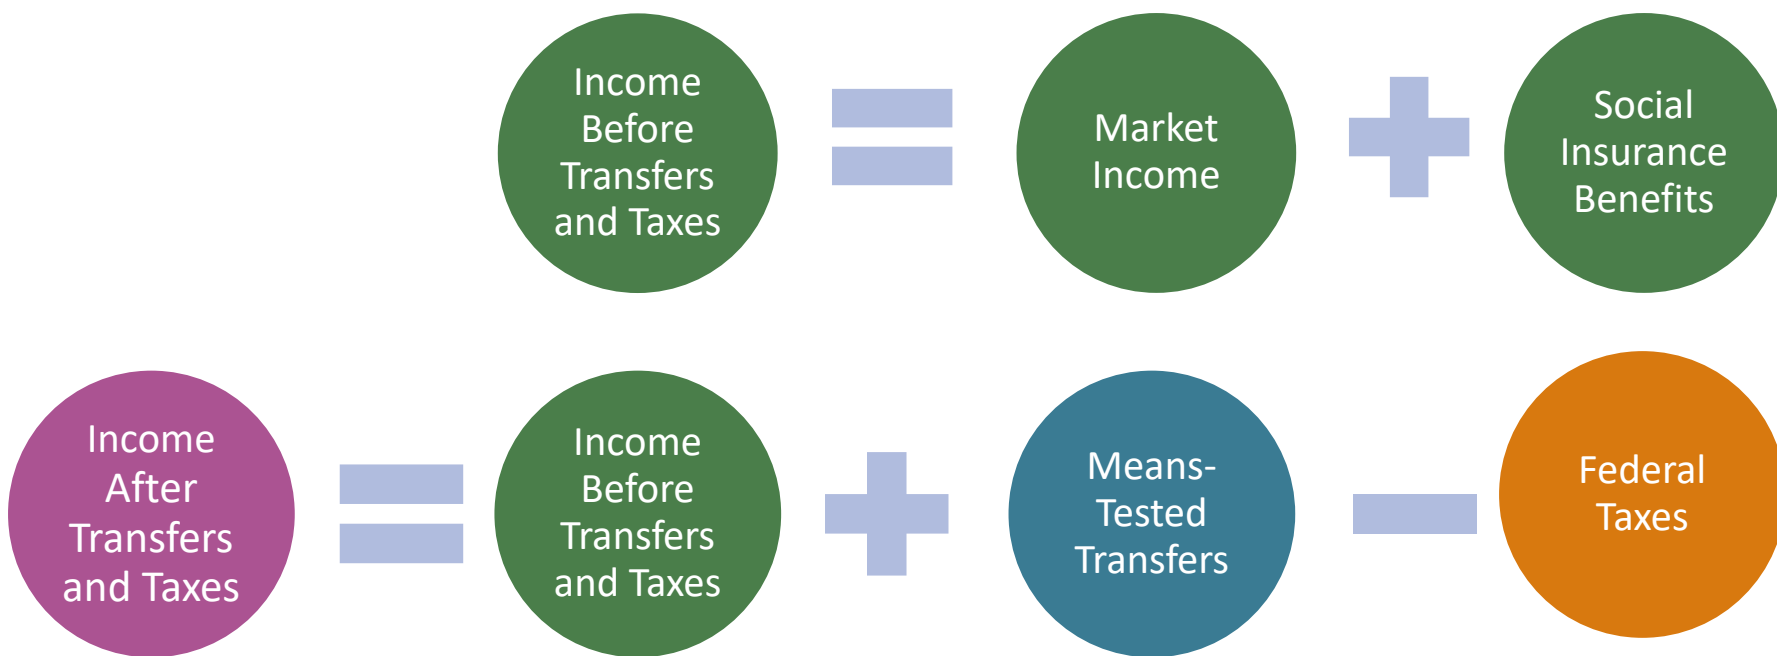 Income
Before
Transfers
and Taxes
Market
Income
Social
Insurance
Benefits
Income
After
Transfers
and Taxes
Income
Before
Transfers
and Taxes
Means-
Tested
Transfers
Federal
Taxes